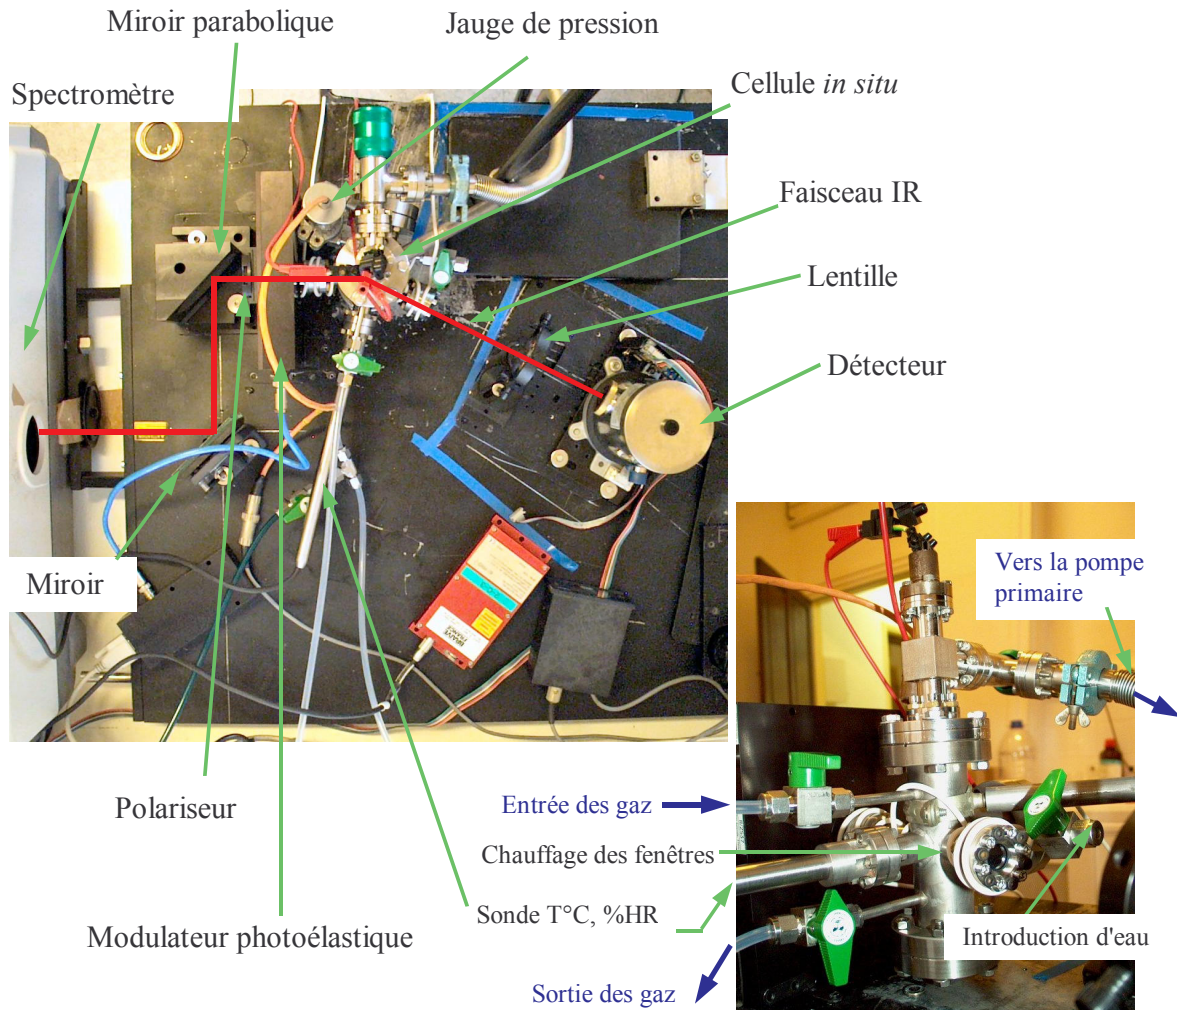 Miroir parabolique
Jauge de pression
Spectromètre
Cellule in situ
Faisceau IR
Lentille
Détecteur
Miroir
Vers la pompe
primaire
Polariseur
Entrée des gaz
Chauffage des fenêtres
Sonde T°C, %HR
Modulateur photoélastique
Introduction d'eau
Sortie des gaz